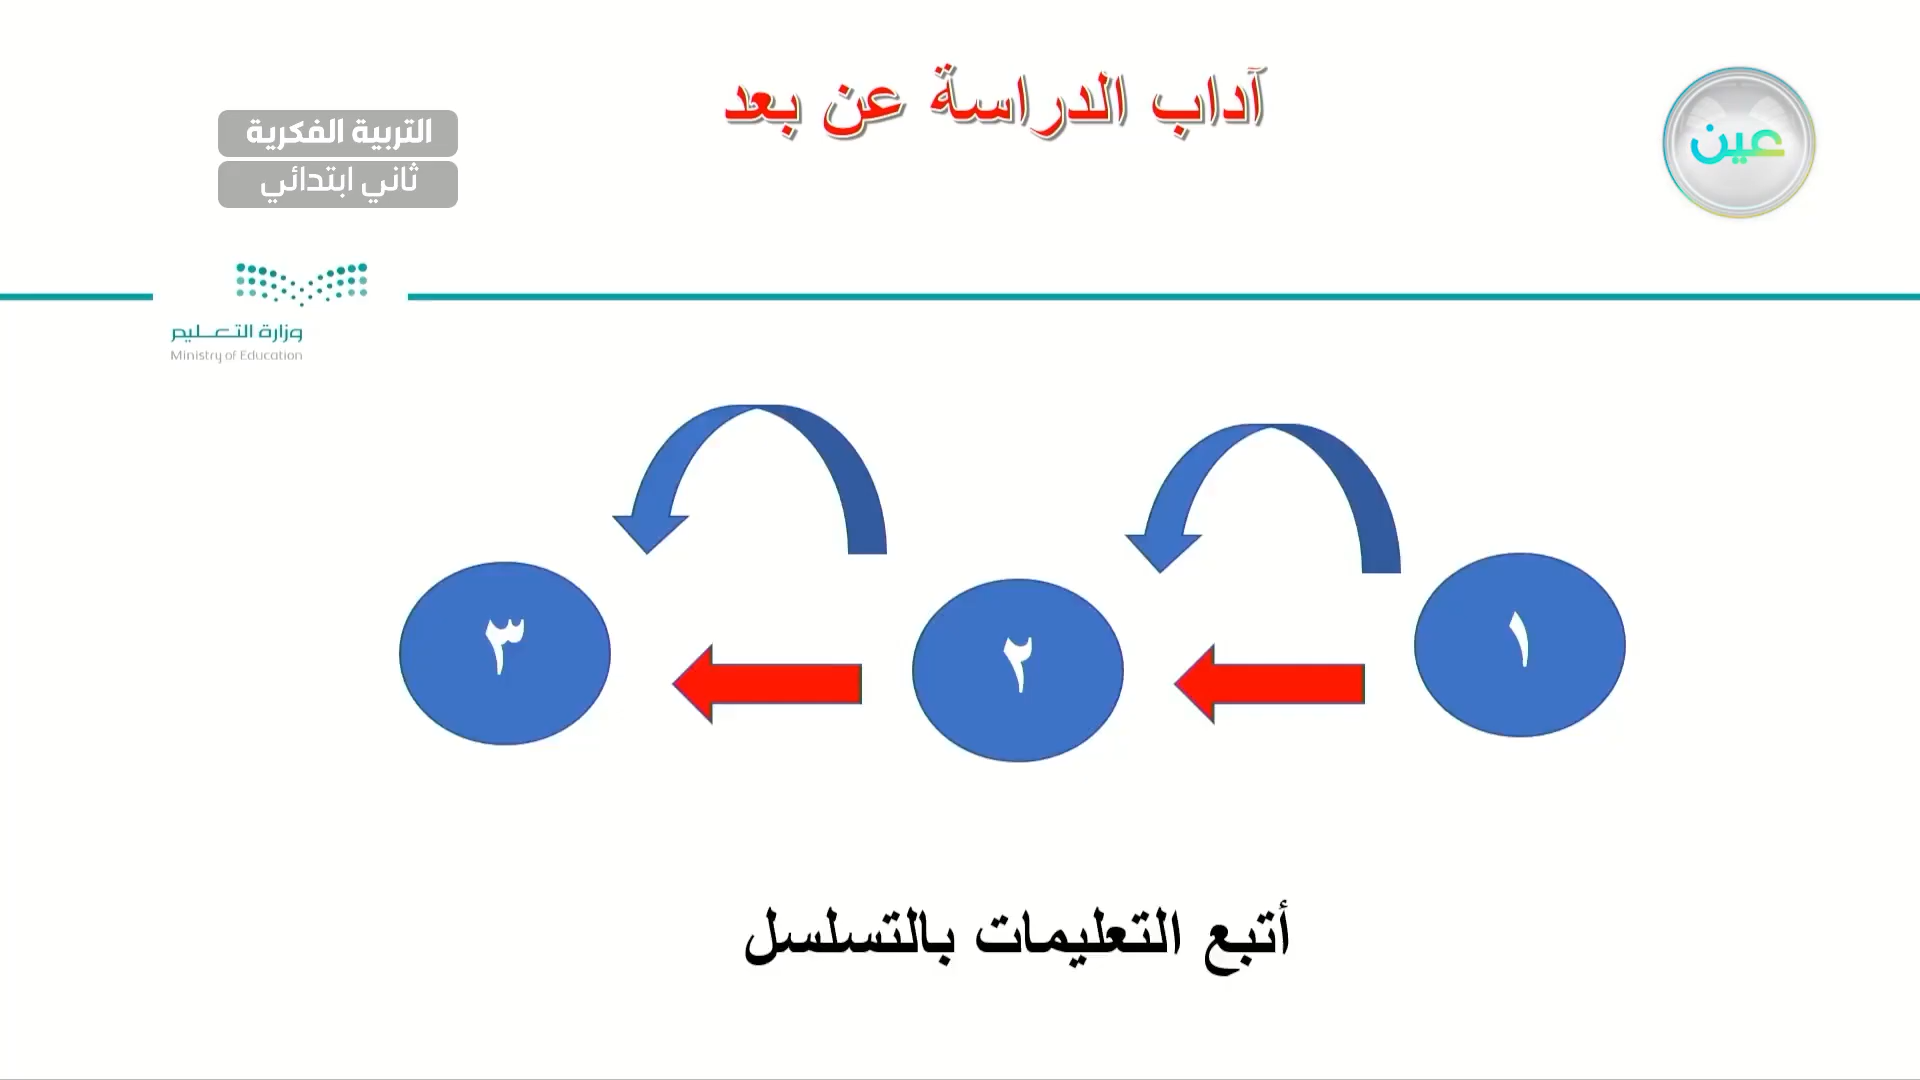 آداب الدراسة عن بعد
عين
التربية الفكرية
ثاني ابتدائي
وزارة التعليم
Ministry of Education
١
٢
٣
أتبع التعليمات بالتسلسل